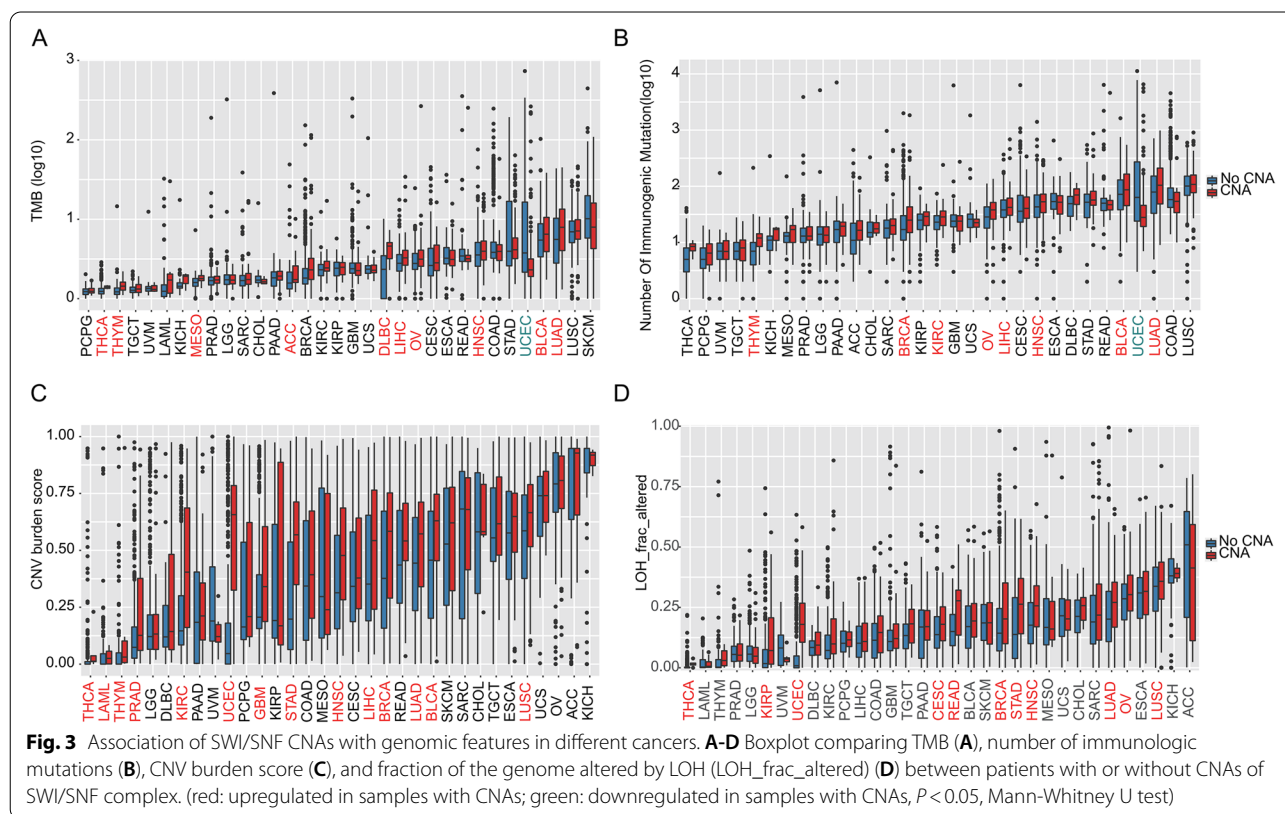 A
TMB (log10)
3
2
1
0
PCPG THCA THYM TGCT UVM LAML KICH MESO PRAD LGG SARC CHOL PAAD ACC BRCA KIRC KIRP GBM UCS DLBC LIHC OV CESC ESCA READ HNSC COAD STAD UCEC BLCA LUAD LUSC SKCM
B
Number Of Immunogenic Mutation(log10)
4
3
2
1
0
THCA PCPG UVM TGCT THYM KICH MESO PRAD LGG PAAD ACC CHOL SARC BRCA KIRP KIRC GBM UCS OV LIHC CESC HNSC ESCA DLBC STAD READ BLCA UCEC LUAD COAD LUSC
No CNA
CNA
C
CNV burden score
1.00
0.75
0.50
0.25
0.00
THCA LAML THYM PRAD LGG DLBC KIRC PAAD UVM UCEC PCPG GBM KIRP STAD COAD MESO HNSC CESC LIHC BRCA READ LUAD BLCA SKCM SARC CHOL TGCT ESCA LUSC UCS OV ACC KICH
D
LOH_frac_altered
1.00
0.75
0.50
0.25
0.00
THCA LAML THYM PRAD LGG KIRP UVM UCEC DLBC KIRC PCPG LIHC COAD GBM TGCT PAAD CESC READ BLCA SKCM BRCA STAD HNSC MESO UCS CHOL SARC LUAD OV ESCA LUSC KICH ACC
No CNA
CNA
Fig. 3 Association of SWI/SNF CNAs with genomic features in different cancers. A-D Boxplot comparing TMB (A), number of immunologic
mutations (B), CNV burden score (C), and fraction of the genome altered by LOH (LOH_frac_altered) (D) between patients with or without CNAs of
SWI/SNF complex. (red: upregulated in samples with CNAs; green: downregulated in samples with CNAs, P < 0.05, Mann-Whitney U test)